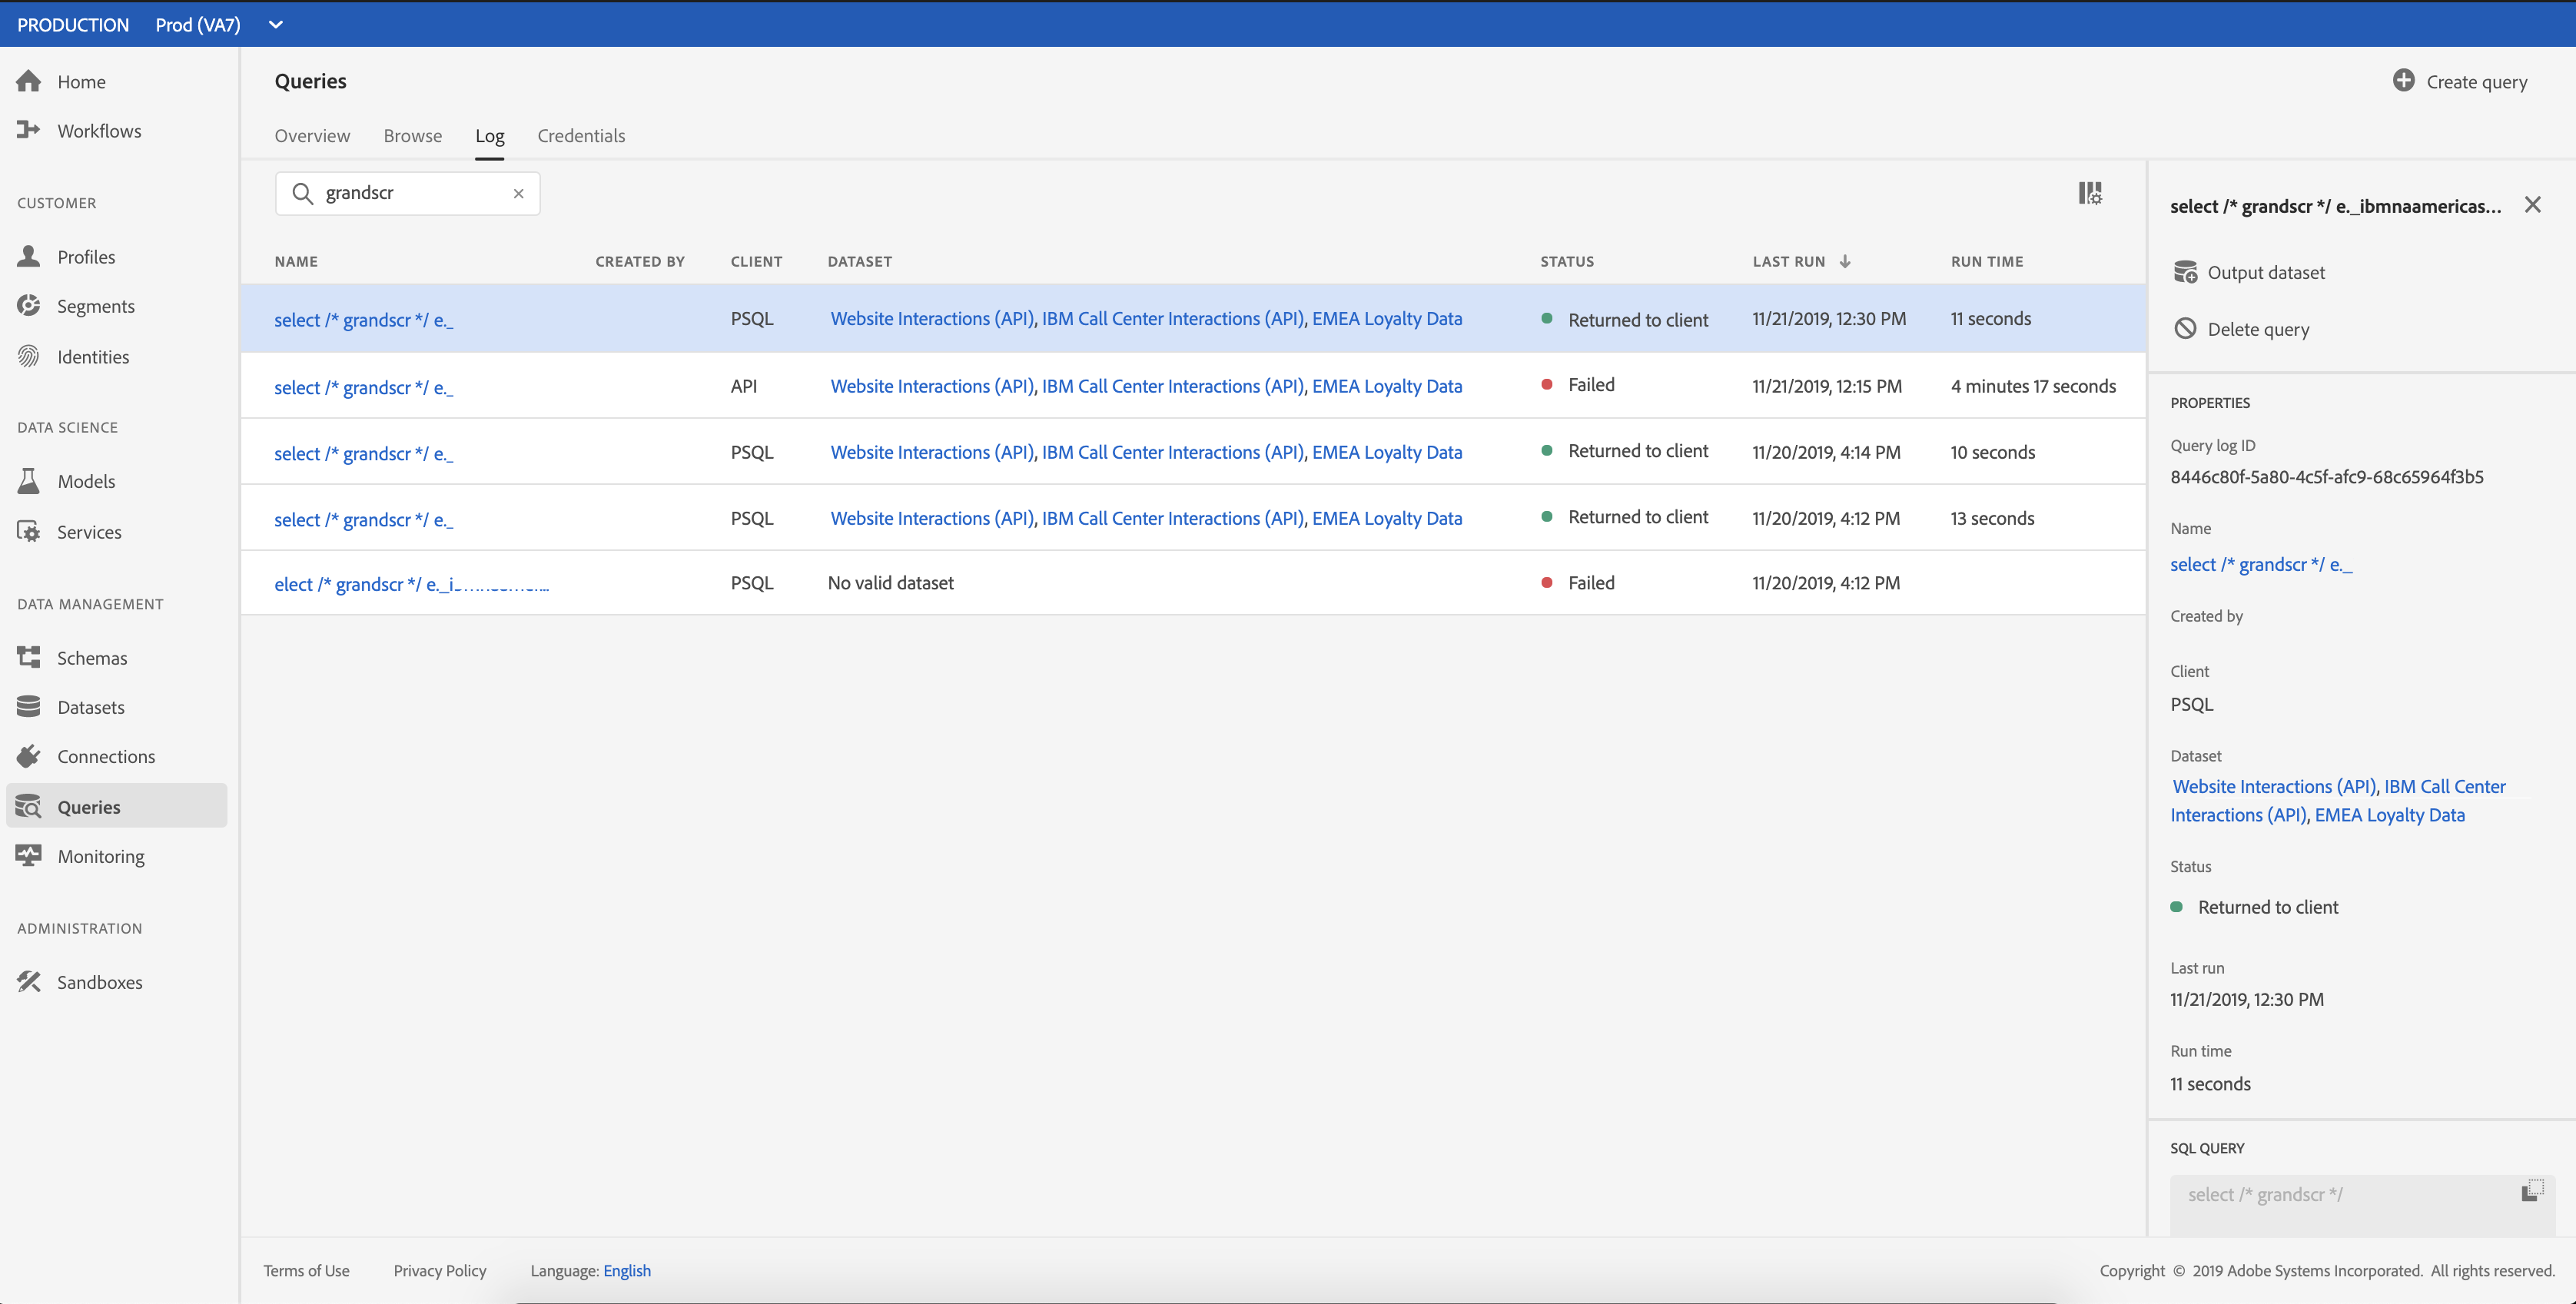 PRODUCTION Prod (VA7)
Home
Workflows
CUSTOMER
Profiles
Segments
Identities
DATA SCIENCE
Models
Services
DATA MANAGEMENT
Schemas
Datasets
Connections
Queries
Monitoring
ADMINISTRATION
Sandboxes
Queries
Create query
Overview Browse Log Credentials
grandscr
NAME CREATED BY CLIENT DATASET STATUS LAST RUN RUN TIME
select /* grandscr */ e._ PSQL Website Interactions (API), IBM Call Center Interactions (API), EMEA Loyalty Data Returned to client 11/21/2019, 12:30 PM 11 seconds
select /* grandscr */ e._ API Website Interactions (API), IBM Call Center Interactions (API), EMEA Loyalty Data Failed 11/21/2019, 12:15 PM 4 minutes 17 seconds
select /* grandscr */ e._ PSQL Website Interactions (API), IBM Call Center Interactions (API), EMEA Loyalty Data Returned to client 11/20/2019, 4:14 PM 10 seconds
select /* grandscr */ e._ PSQL Website Interactions (API), IBM Call Center Interactions (API), EMEA Loyalty Data Returned to client 11/20/2019, 4:12 PM 13 seconds
elect /* grandscr */ PSQL No valid dataset Failed 11/20/2019, 4:12 PM
select /* grandscr */ e._ibmnaamericas...
Output dataset
Delete query
PROPERTIES
Query log ID
8446c80f-5a80-4c5f-afc9-68c65964f3b5
Name
select /* grandscr */ e._
Created by
Client
PSQL
Dataset
Website Interactions (API), IBM Call Center
Interactions (API), EMEA Loyalty Data
Status
Returned to client
Last run
11/21/2019, 12:30 PM
Run time
11 seconds
SQL QUERY
select /* grandscr */
Terms of Use Privacy Policy Language: English
Copyright © 2019 Adobe Systems Incorporated. All rights reserved.